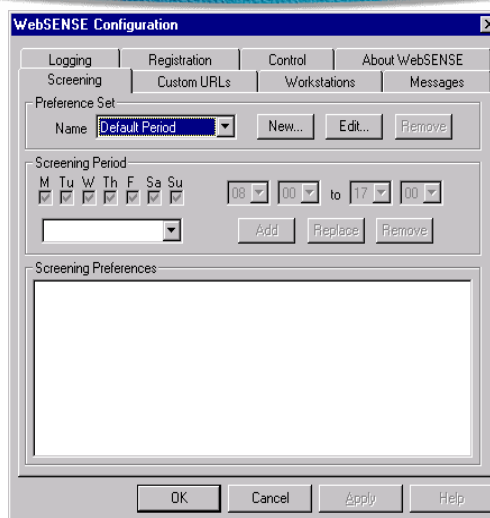 WebSENSE Configuration
Logging Registration Control About WebSENSE
Screening Custom URLs Workstations Messages
Preference Set
Name Default Period New... Edit... Remove
Screening Period
M Tu W Th F Sa Su
08 00 to 17 00
Add Replace Remove
Screening Preferences
OK Cancel Apply Help